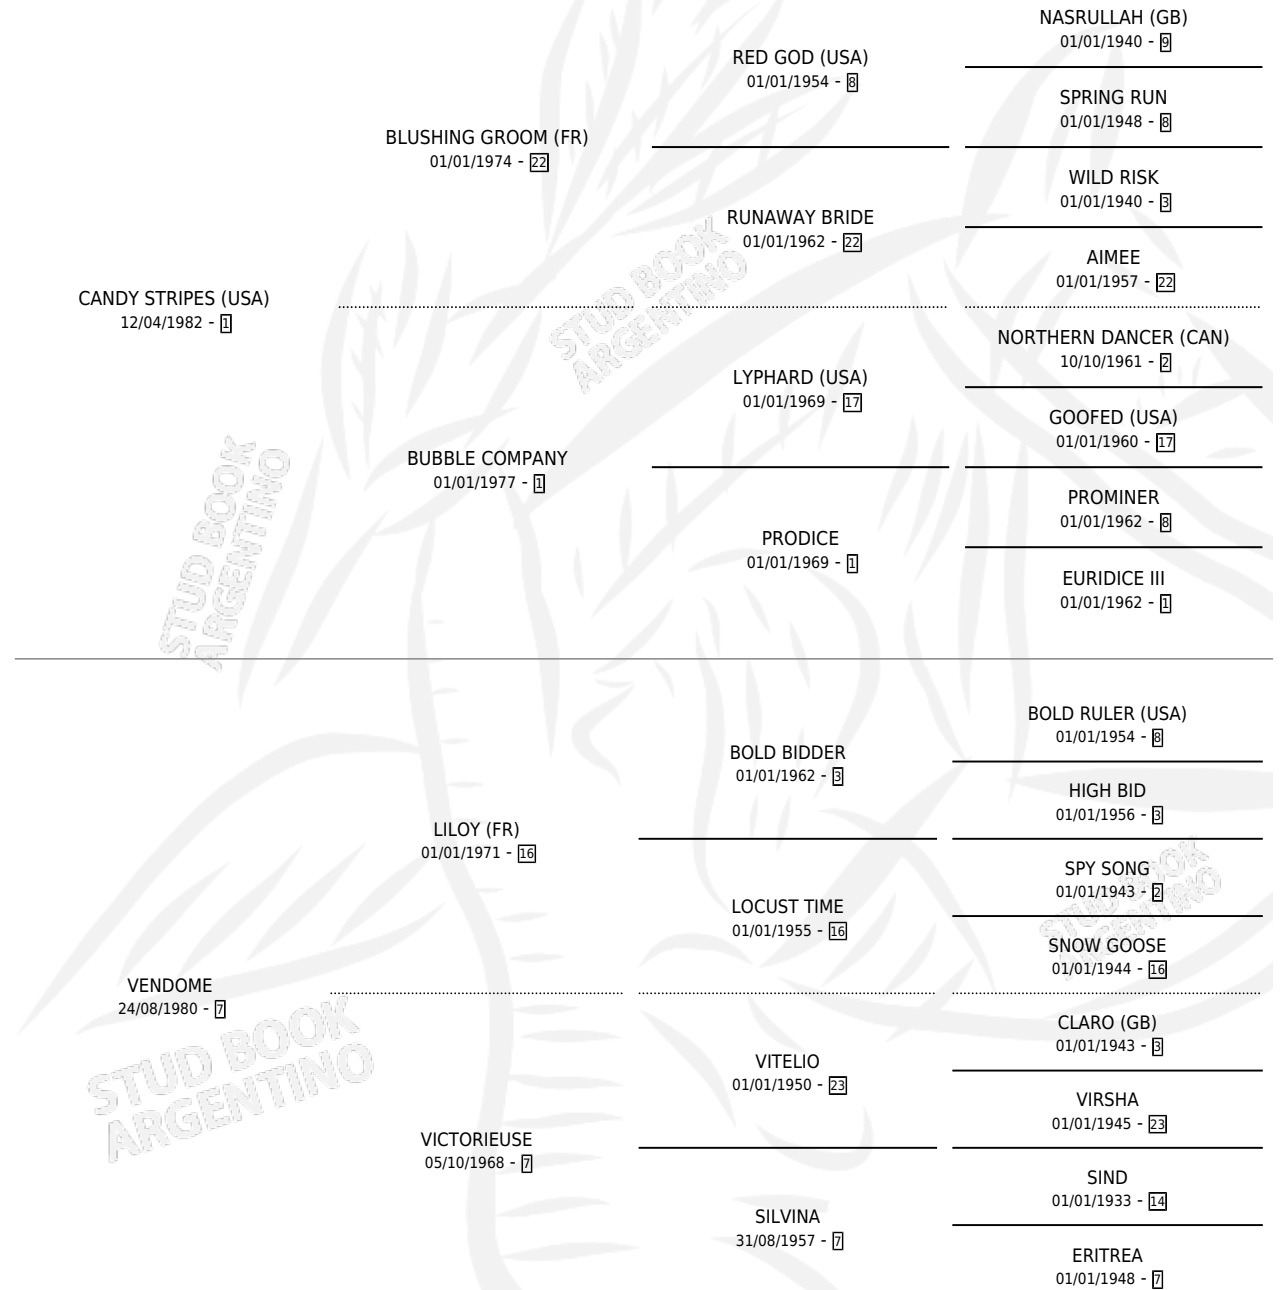 NASRULLAH (GB)
01/01/1940 - 9
RED GOD (USA)
01/01/1954 - 8
SPRING RUN
01/01/1948 - 8
BLUSHING GROOM (FR)
01/01/1974 - 22
WILD RISK
01/01/1940 - 3
RUNAWAY BRIDE
01/01/1962 - 22
AIMEE
01/01/1957 - 22
CANDY STRIPES (USA)
12/04/1982 - 1
NORTHERN DANCER (CAN)
10/10/1961 - 2
LYPHARD (USA)
01/01/1969 - 17
GOOFED (USA)
01/01/1960 - 17
BUBBLE COMPANY
01/01/1977 - 1
PROMINER
01/01/1962 - 8
PRODICE
01/01/1969 - 1
EURIDICE III
01/01/1962 - 1
BOLD RULER (USA)
01/01/1954 - 8
BOLD BIDDER
01/01/1962 - 3
HIGH BID
01/01/1956 - 3
LILOY (FR)
01/01/1971 - 16
SPY SONG
01/01/1943 - 2
LOCUST TIME
01/01/1955 - 16
SNOW GOOSE
01/01/1944 - 16
VENDOME
24/08/1980 - 7
CLARO (GB)
01/01/1943 - 3
VITELIO
01/01/1950 - 23
VIRSHA
01/01/1945 - 23
VICTORIEUSE
05/10/1968 - 7
SIND
01/01/1933 - 14
SILVINA
31/08/1957 - 7
ERITREA
01/01/1948 - 7
STUD BOOK
ARGENTINO
STUD BOOK
ARGENTINO
STUD BOOK
ARGENTINO
STUD BOOK
ARGENTINO